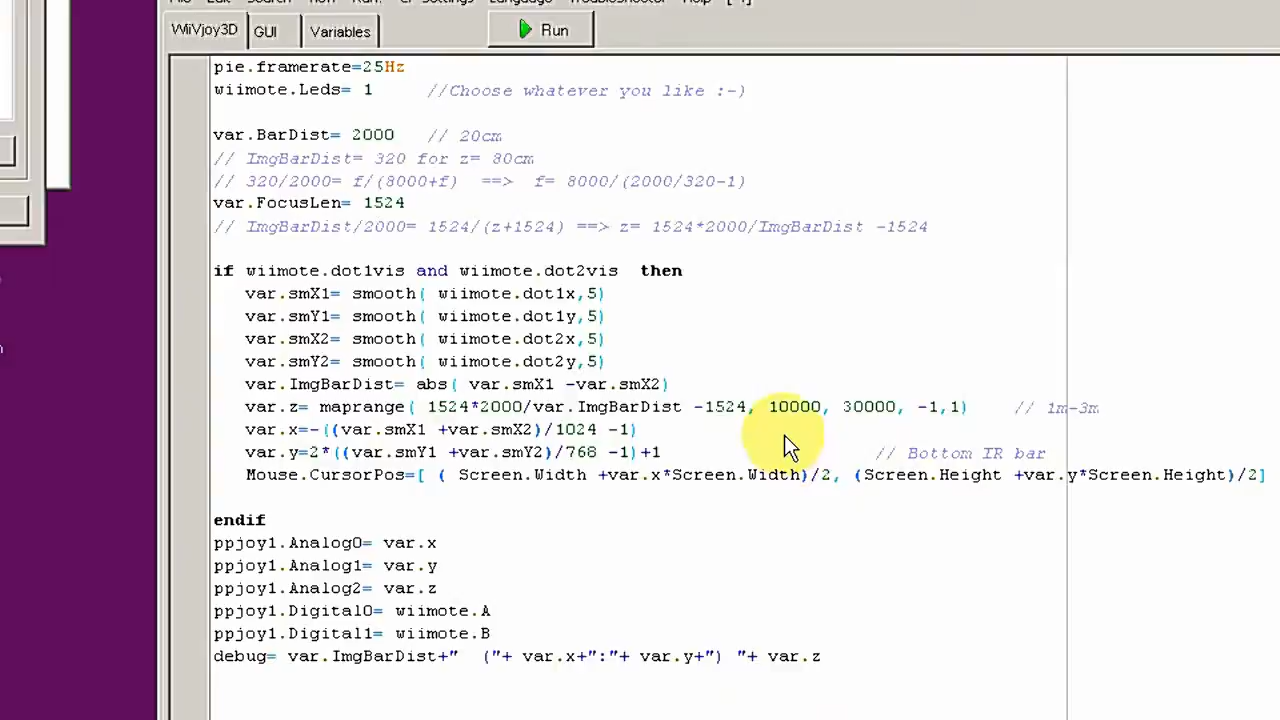 WiiVjoy3D GUI Variables Run
pie.framerate=25Hz
wiimote.Leds= 1 //Choose whatever you like :-)
var.BarDist= 2000 // 20cm
// ImgBarDist= 320 for z= 80cm
// 320/2000= f/(8000+f) ==> f= 8000/(2000/320-1)
var.FocusLen= 1524
// ImgBarDist/2000= 1524/(z+1524) ==> z= 1524*2000/ImgBarDist -1524
if wiimote.dot1vis and wiimote.dot2vis then
var.smX1= smooth( wiimote.dot1x,5)
var.smY1= smooth( wiimote.dot1y,5)
var.smX2= smooth( wiimote.dot2x,5)
var.smY2= smooth( wiimote.dot2y,5)
var.ImgBarDist= abs( var.smX1 -var.smX2)
var.z= maprange( 1524*2000/var.ImgBarDist -1524, 10000, 30000, -1,1) // 1m-3m
var.x=-((var.smX1 +var.smX2)/1024 -1)
var.y=2*((var.smY1 +var.smY2)/768 -1)+1 // Bottom IR bar
Mouse.CursorPos=[ ( Screen.Width +var.x*Screen.Width)/2, (Screen.Height +var.y*Screen.Height)/2]
endif
ppjoy1.Analog0= var.x
ppjoy1.Analog1= var.y
ppjoy1.Analog2= var.z
ppjoy1.Digital0= wiimote.A
ppjoy1.Digital1= wiimote.B
debug= var.ImgBarDist+"  ("+ var.x+":"+ var.y+") "+ var.z